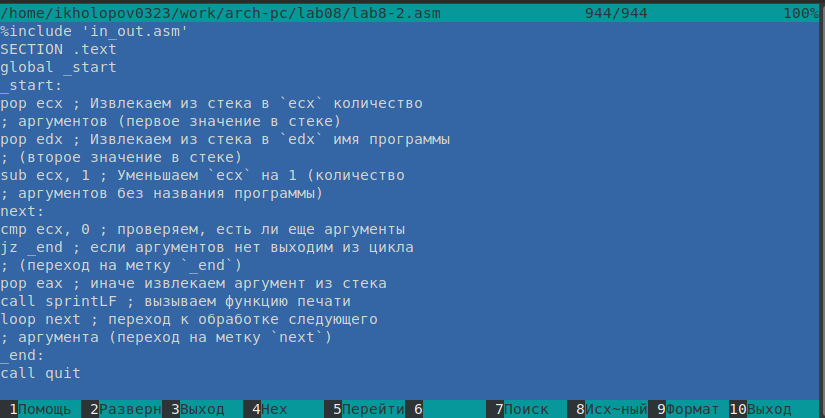 /home/ikholopov0323/work/arch-pc/lab08/lab8-2.asm 944/944 100%
%include 'in_out.asm'
SECTION .text
global _start
_start:
pop ecx ; Извлекаем из стека в `ecx` количество
; аргументов (первое значение в стеке)
pop edx ; Извлекаем из стека в `edx` имя программы
; (второе значение в стеке)
sub ecx, 1 ; Уменьшаем `ecx` на 1 (количество
; аргументов без названия программы)
next:
cmp ecx, 0 ; проверяем, есть ли еще аргументы
jz _end ; если аргументов нет выходим из цикла
; (переход на метку `_end`)
pop eax ; иначе извлекаем аргумент из стека
call sprintLF ; вызываем функцию печати
loop next ; переход к обработке следующего
; аргумента (переход на метку `next`)
_end:
call quit
1Помощь 2Разверн 3Выход 4Hex 5Перейти 6 7Поиск 8Исх~ный 9Формат 10Выход